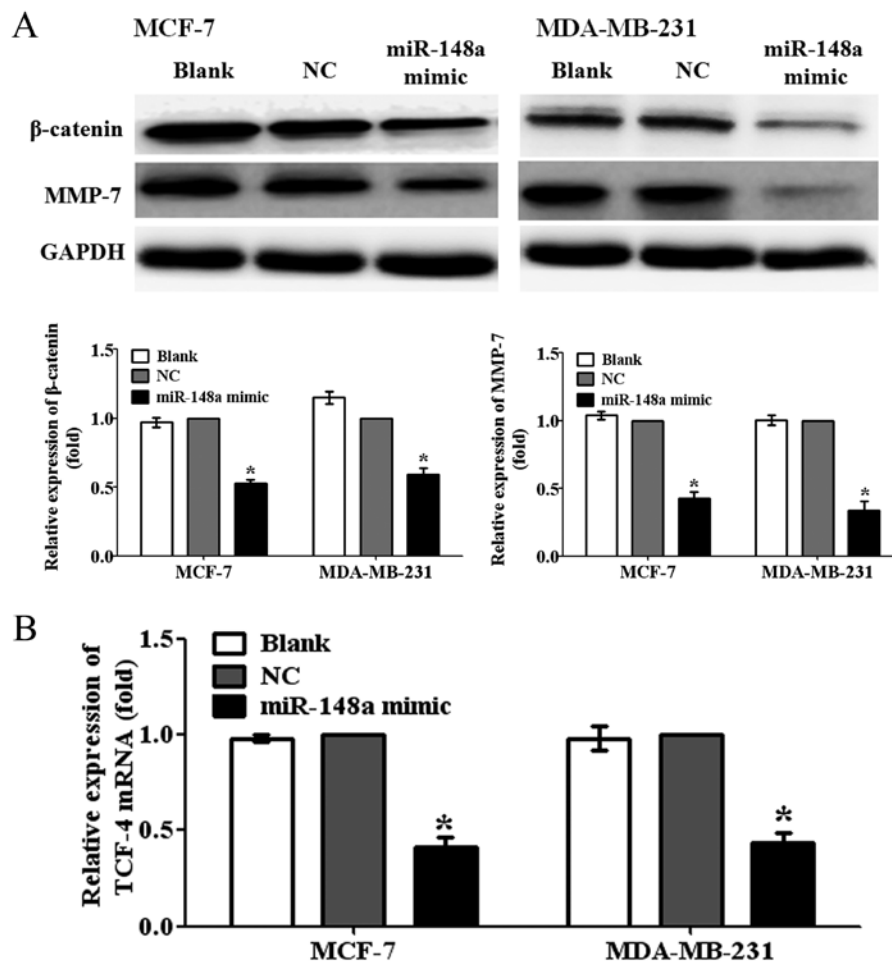 A
MCF-7
Blank
NC
miR-148a
mimic
MDA-MB-231
Blank
NC
miR-148a
mimic
β-catenin
MMP-7
GAPDH
Relative expression of β-catenin
(fold)
1.5
1.0
0.5
0.0
Blank
NC
miR-148a mimic
*
*
MCF-7
MDA-MB-231
Relative expression of MMP-7
(fold)
1.5
1.0
0.5
0.0
Blank
NC
miR-148a mimic
*
*
MCF-7
MDA-MB-231
B
Relative expression of
TCF-4 mRNA (fold)
1.5
1.0
0.5
0.0
Blank
NC
miR-148a mimic
*
*
MCF-7
MDA-MB-231